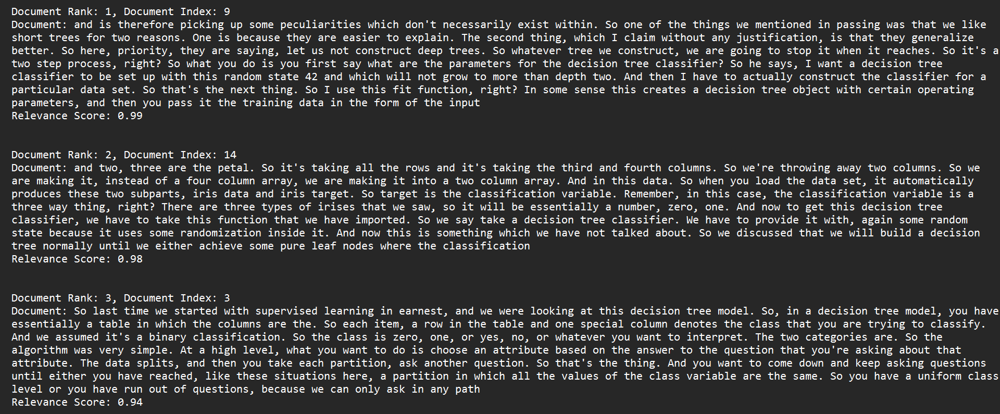 Document Rank: 1, Document Index: 9
Document: and is therefore picking up some peculiarities which don't necessarily exist within. So one of the things we mentioned in passing was that we like
short trees for two reasons. One is because they are easier to explain. The second thing, which I claim without any justification, is that they generalize
better. So here, priority, they are saying, let us not construct deep trees. So whatever tree we construct, we are going to stop it when it reaches. So it's a
two step process, right? So what you do is you first say what are the parameters for the decision tree classifier? So he says, I want a decision tree
classifier to be set up with this random state 42 and which will not grow to more than depth two. And then I have to actually construct the classifier for a
particular data set. So that's the next thing. So I use this fit function, right? In some sense this creates a decision tree object with certain operating
parameters, and then you pass it the training data in the form of the input
Relevance Score: 0.99
Document Rank: 2, Document Index: 14
Document: and two, three are the petal. So it's taking all the rows and it's taking the third and fourth columns. So we're throwing away two columns. So we
are making it, instead of a four column array, we are making it into a two column array. And in this data. So when you load the data set, it automatically
produces these two subparts, iris data and iris target. So target is the classification variable. Remember, in this case, the classification variable is a
three way thing, right? There are three types of irises that we saw, so it will be essentially a number, zero, one. And now to get this decision tree
classifier, we have to take this function that we have imported. So we say take a decision tree classifier. We have to provide it with, again some random
state because it uses some randomization inside it. And now this is something which we have not talked about. So we discussed that we will build a decision
tree normally until we either achieve some pure leaf nodes where the classification
Relevance Score: 0.98
Document Rank: 3, Document Index: 3
Document: So last time we started with supervised learning in earnest, and we were looking at this decision tree model. So, in a decision tree model, you have
essentially a table in which the columns are the. So each item, a row in the table and one special column denotes the class that you are trying to classify.
And we assumed it's a binary classification. So the class is zero, one, or yes, no, or whatever you want to interpret. The two categories are. So the
algorithm was very simple. At a high level, what you want to do is choose an attribute based on the answer to the question that you're asking about that
attribute. The data splits, and then you take each partition, ask another question. So that's the thing. And you want to come down and keep asking questions
until either you have reached, like these situations here, a partition in which all the values of the class variable are the same. So you have a uniform class
level or you have run out of questions, because we can only ask in any path
Relevance Score: 0.94